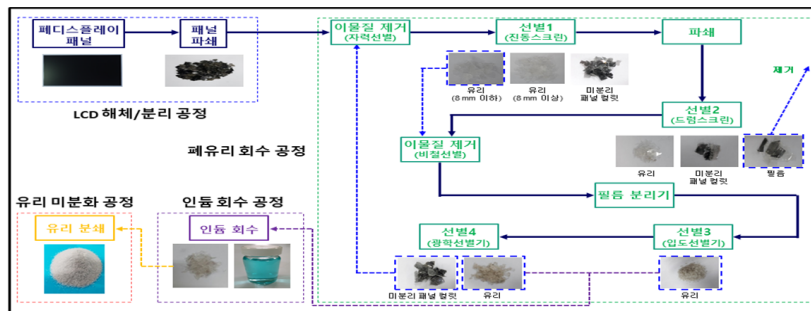 페디스플레이
패널
패널
파쇄
LCD 해체/분리 공정
이물질 제거
(자력선별)
선별1
(진동스크린)
파쇄
유리
(8mm 이하)
유리
(8mm 이상)
미분리
패널 컬릿
제거
선별2
(드럼스크린)
이물질 제거
(비철선별)
유리
미분리
패널 컬릿
필름
폐유리 회수 공정
필름 분리기
선별3
(입도선별기)
선별4
(광학선별기)
미분리 패널 컬릿
유리
유리
유리 미분화 공정
유리 분쇄
인듐 회수 공정
인듐 회수